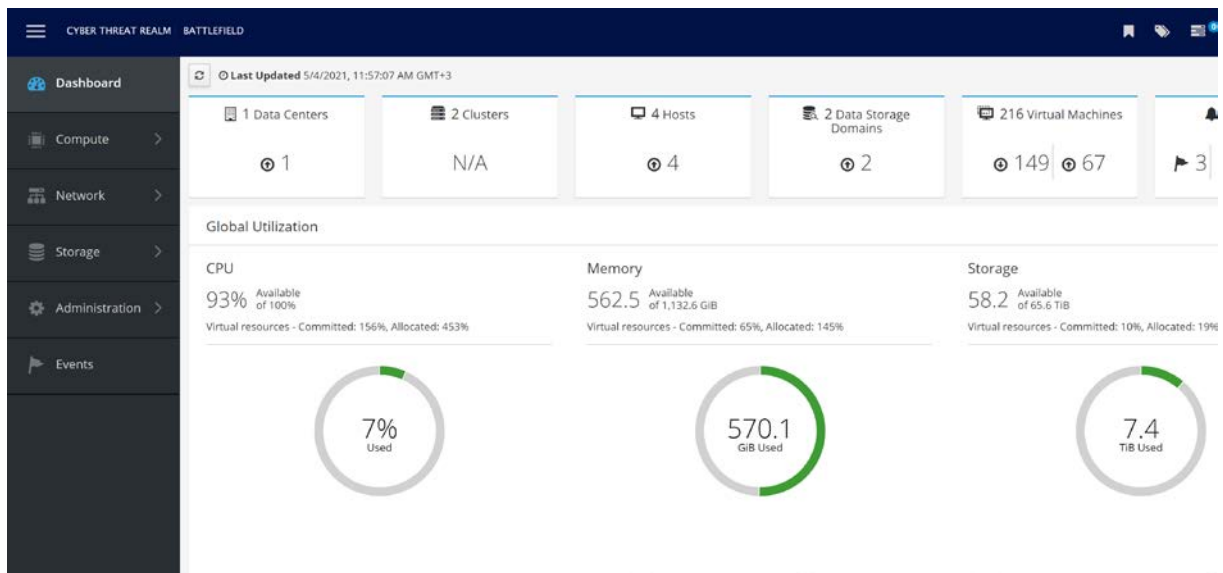 CYBER THREAT REALM BATTLEFIELD
Dashboard
Compute
Network
Storage
Administration
Events
Last Updated 5/4/2021, 11:57:07 AM GMT+3
1 Data Centers
1
2 Clusters
N/A
4 Hosts
4
2 Data Storage
Domains
2
216 Virtual Machines
149 67
3
Global Utilization
CPU
93% Available
of 100%
Virtual resources - Committed: 156%, Allocated: 453%
7%
Used
Memory
562.5 Available
of 1,132.6 GiB
Virtual resources - Committed: 65%, Allocated: 145%
570.1
GiB Used
Storage
58.2 Available
of 65.6 TiB
Virtual resources - Committed: 10%, Allocated: 19%
7.4
TiB Used